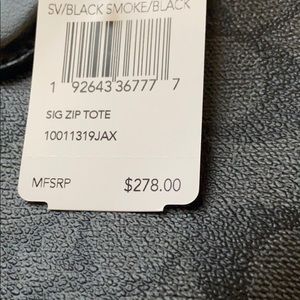 SV/BLACK SMOKE/BLACK
1 92643 36777 7
SIG ZIP TOTE
10011319JAX
MFSRP $278.00